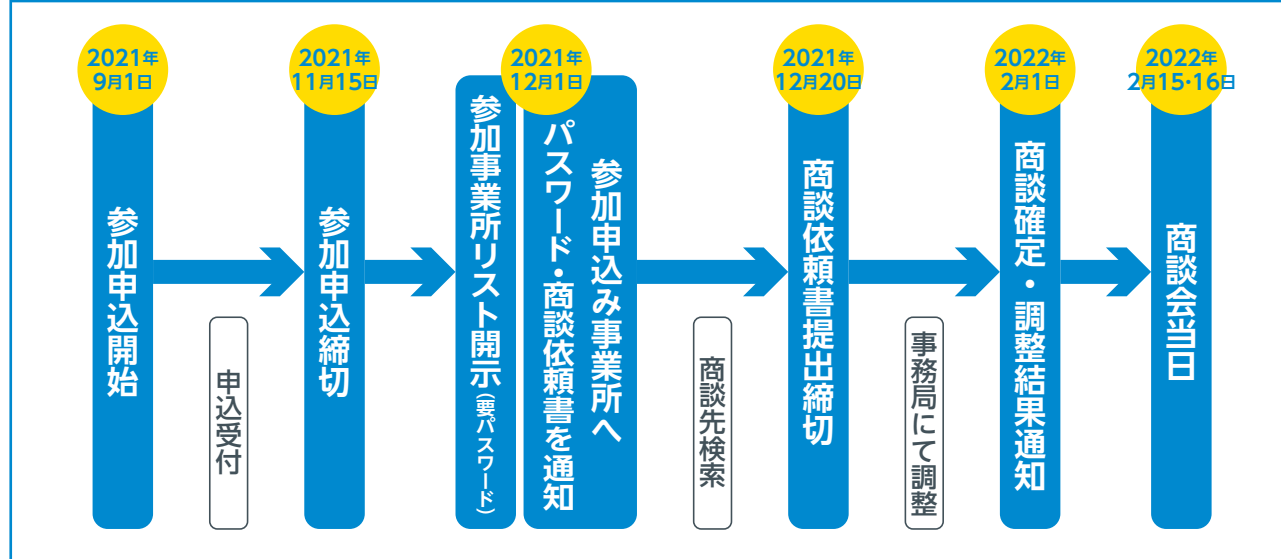 2021年
9月1日
参加申込開始
申込受付
2021年
11月15日
参加申込締切
2021年
12月1日
参加事業所リスト開示(要パスワード)
参加申込み事業所へ
パスワード・商談依頼書を通知
商談先検索
2021年
12月20日
商談依頼書提出締切
事務局にて調整
2022年
2月1日
商談確定・調整結果通知
2022年
2月15・16日
商談会当日